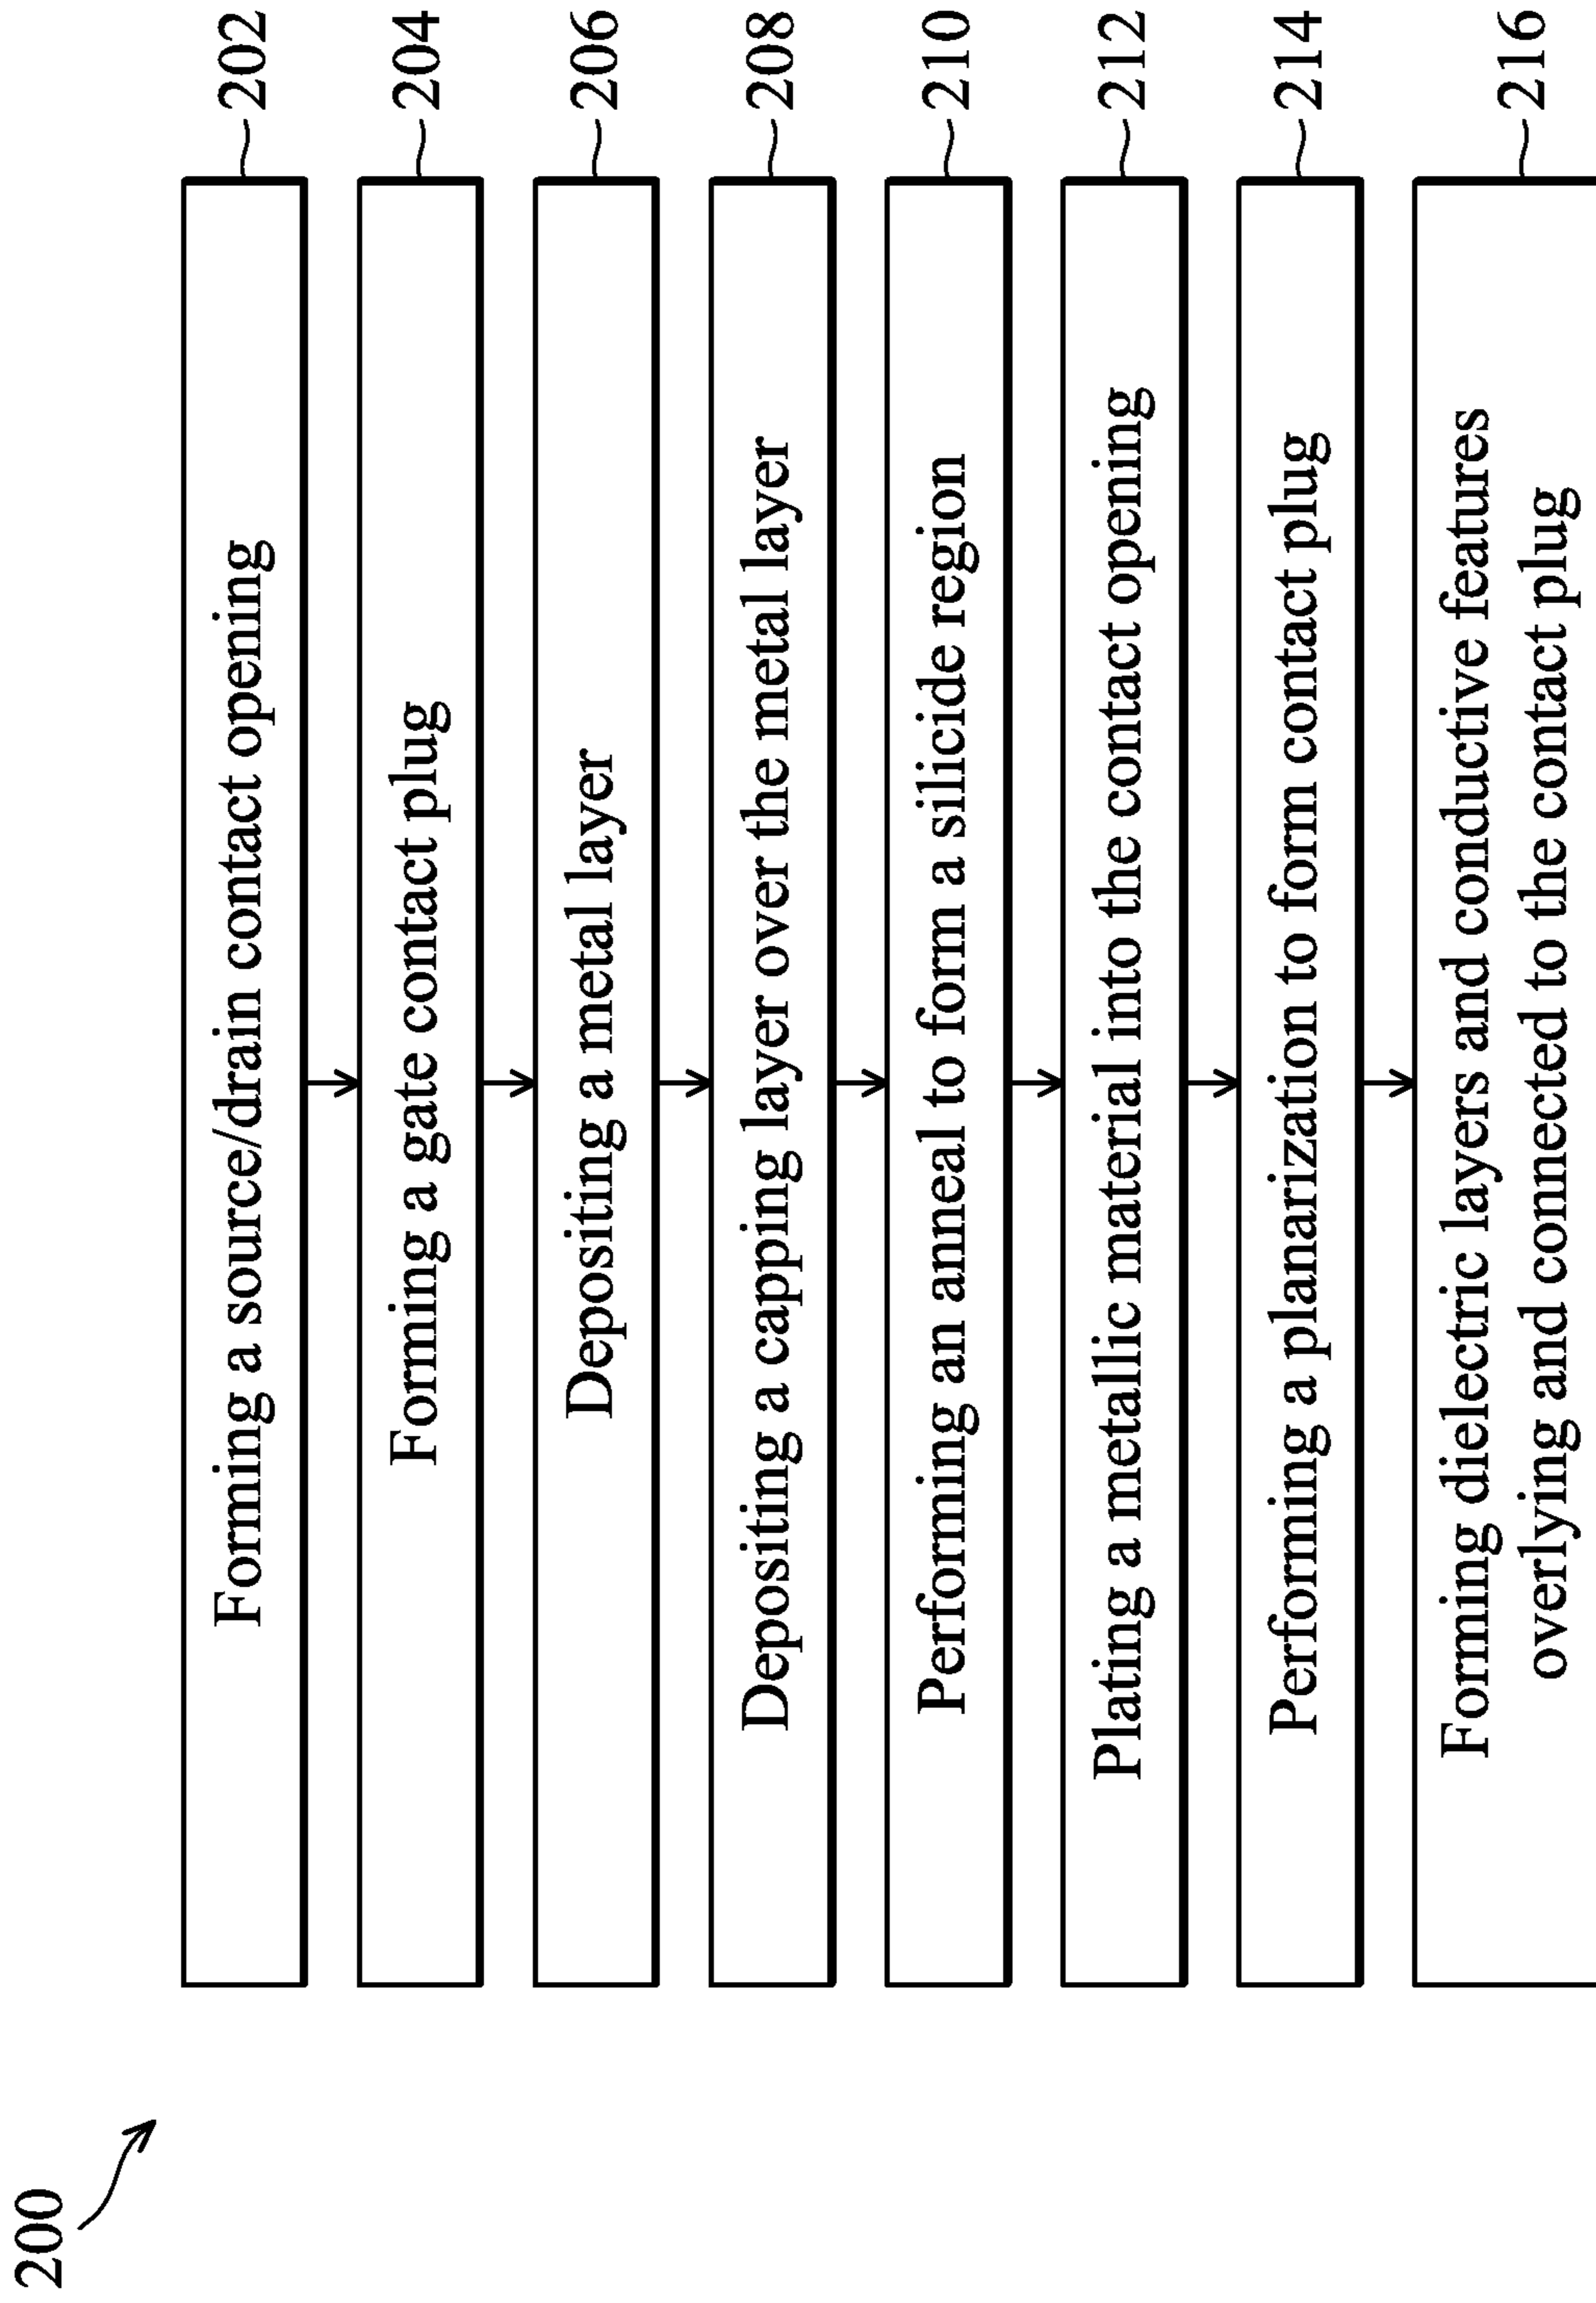 200
Forming a source/drain contact opening
202
Forming a gate contact plug
204
Depositing a metal layer
206
Depositing a capping layer over the metal layer
208
Performing an anneal to form a silicide region
210
Plating a metallic material into the contact opening
212
Performing a planarization to form contact plug
214
Forming dielectric layers and conductive features
overlying and connected to the contact plug
216